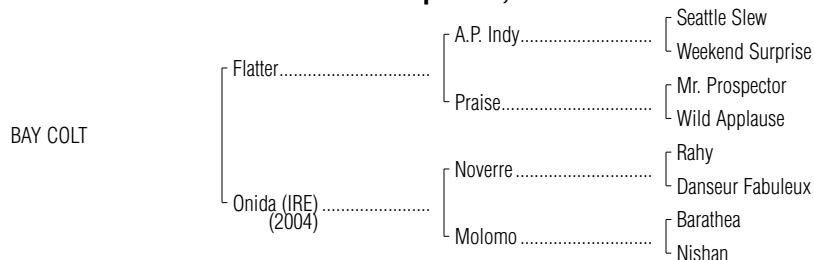 Seattle Slew
A.P. Indy
Weekend Surprise
Flatter
Mr. Prospector
Praise
Wild Applause
BAY COLT
Rahy
Noverre
Danseur Fabuleux
Onida (IRE)
(2004)
Barathea
Molomo
Nishan